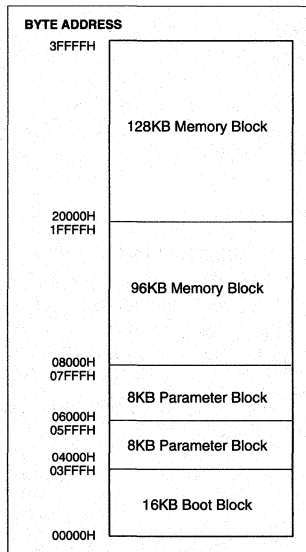 BYTE ADDRESS
3FFFFH
128KB Memory Block
20000H
1FFFFH
96KB Memory Block
08000H
07FFFH
8KB Parameter Block
06000H
05FFFH
8KB Parameter Block
04000H
03FFFH
16KB Boot Block
00000H